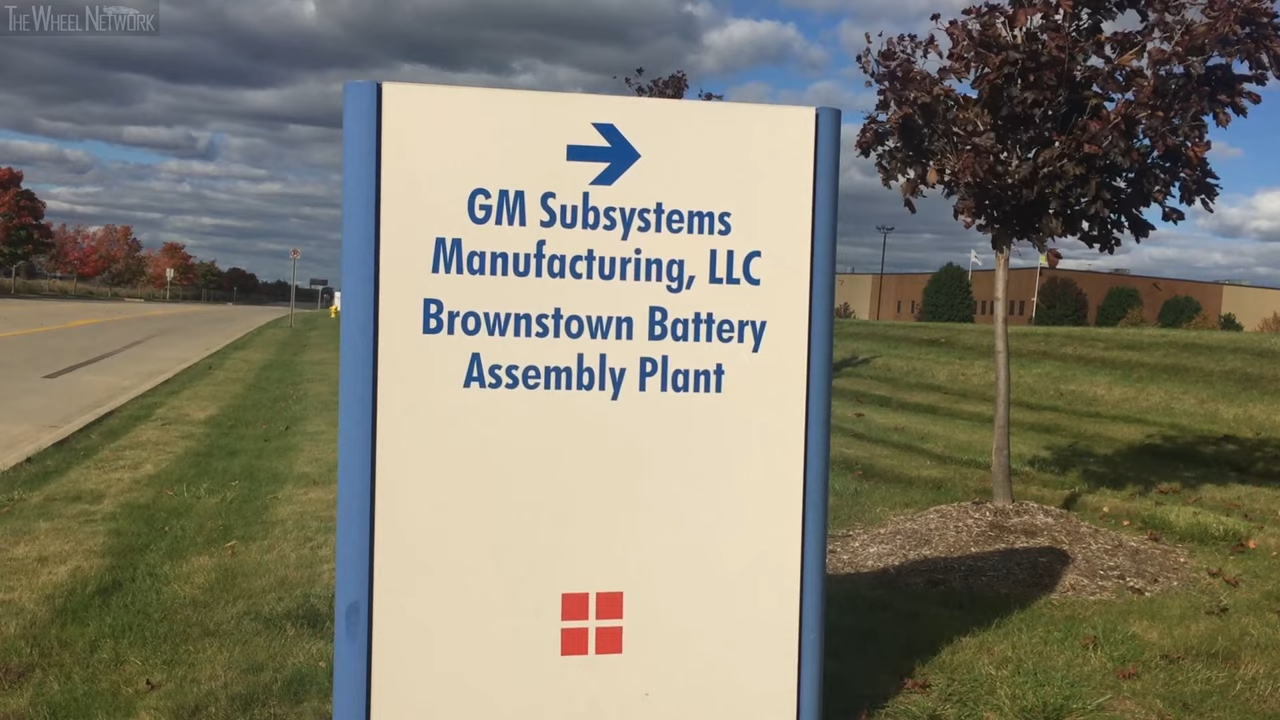 THE WHEEL NETWORK
GM Subsystems
Manufacturing, LLC
Brownstown Battery
Assembly Plant